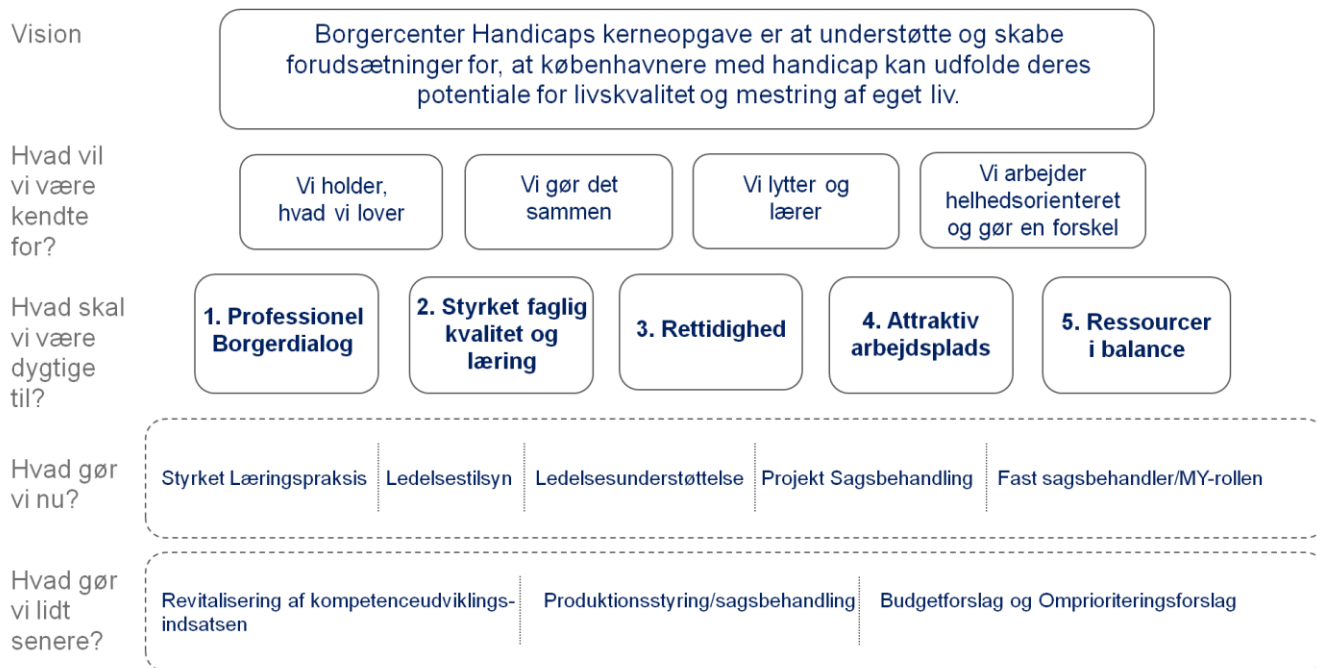 Vision
Borgercenter Handicaps kerneopgave er at understøtte og skabe
forudsætninger for, at københavnere med handicap kan udfolde deres
potentiale for livskvalitet og mestring af eget liv.
Hvad vil
vi være
kendte
for?
Vi holder,
hvad vi lover
Vi gør det
sammen
Vi lytter og
lærer
Vi arbejder
helhedsorienteret
og gør en forskel
Hvad skal
vi være
dygtige
til?
1. Professionel
Borgerdialog
2. Styrket faglig
kvalitet og
læring
3. Rettidighed
4. Attraktiv
arbejdsplads
5. Ressourcer
i balance
Hvad gør
vi nu?
Styrket Læringspraksis
Ledelsestilsyn
Ledelsesunderstøttelse
Projekt Sagsbehandling
Fast sagsbehandler/MY-rollen
Hvad gør
vi lidt
senere?
Revitalisering af kompetenceudviklings-
indsatsen
Produktionsstyring/sagsbehandling
Budgetforslag og Omprioriteringsforslag